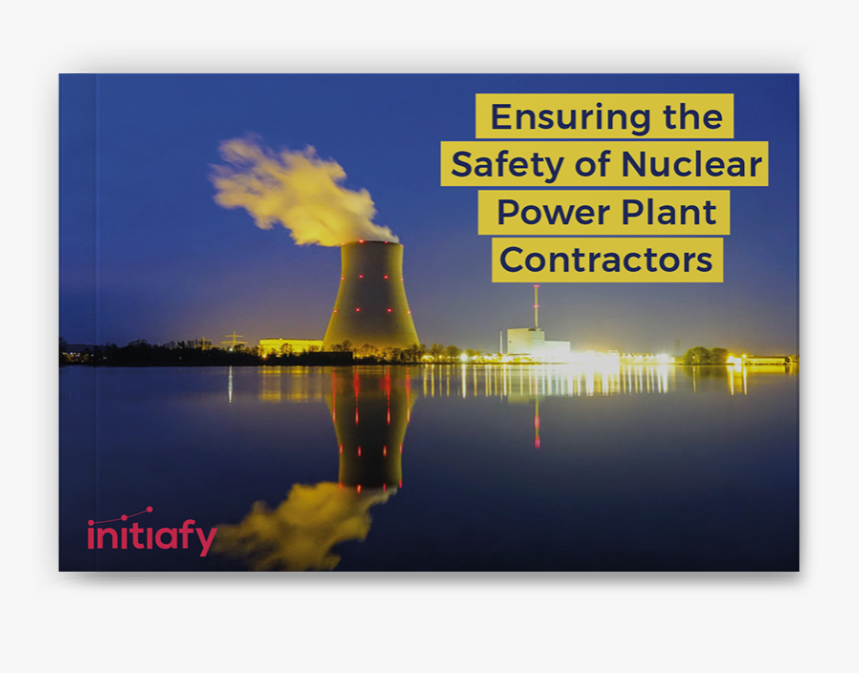 Ensuring the
Safety of Nuclear
Power Plant
Contractors
initiafy